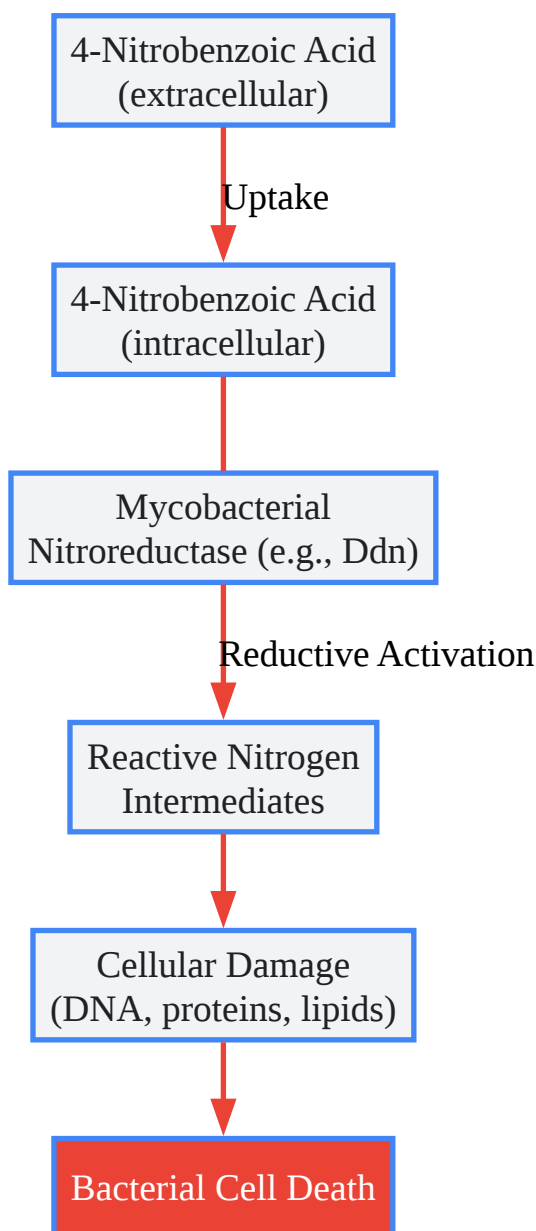 4-Nitrobenzoic Acid
(extracellular)
Uptake
4-Nitrobenzoic Acid
(intracellular)
Mycobacterial
Nitroreductase (e.g., Ddn)
Reductive Activation
Reactive Nitrogen
Intermediates
Cellular Damage
(DNA, proteins, lipids)
Bacterial Cell Death